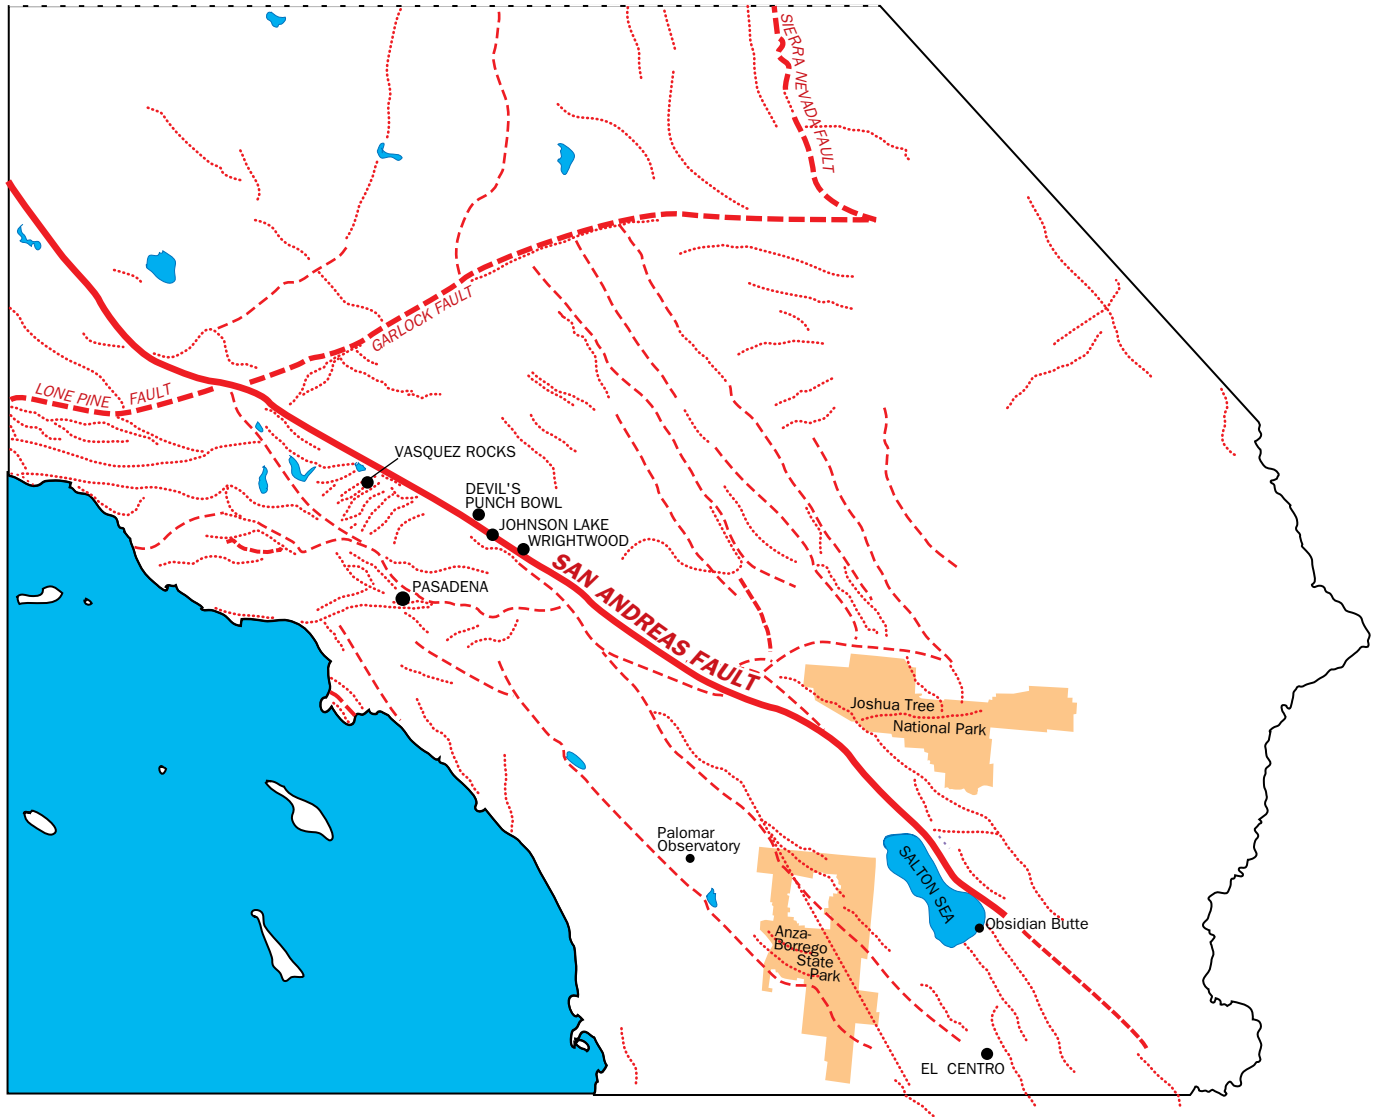 SIERRA NEVADA FAULT
GARLOCK FAULT
LONE PINE FAULT
VASQUEZ ROCKS
DEVIL'S
PUNCH BOWL
JOHNSON LAKE
WRIGHTWOOD
SAN ANDREAS FAULT
PASADENA
Joshua Tree
National Park
Palomar
Observatory
SALTON SEA
Obsidian Butte
Anza-
Borrego
State
Park
EL CENTRO